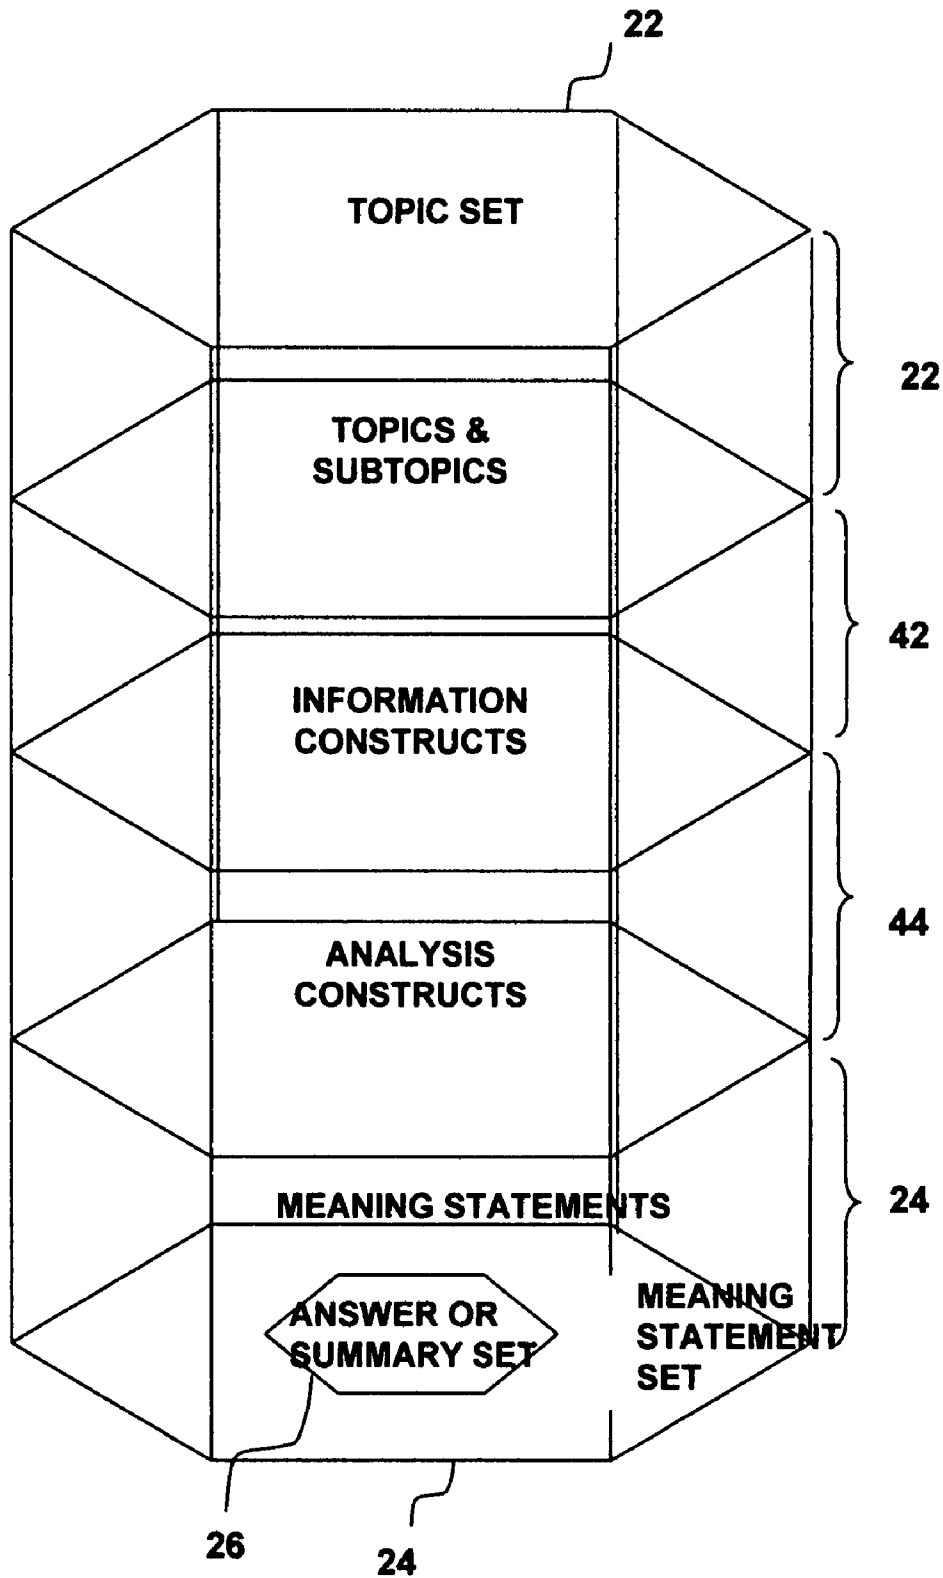 22
TOPIC SET
22
TOPICS &
SUBTOPICS
42
INFORMATION
CONSTRUCTS
44
ANALYSIS
CONSTRUCTS
24
MEANING STATEMENTS
ANSWER OR
SUMMARY SET
MEANING
STATEMENT
SET
26
24